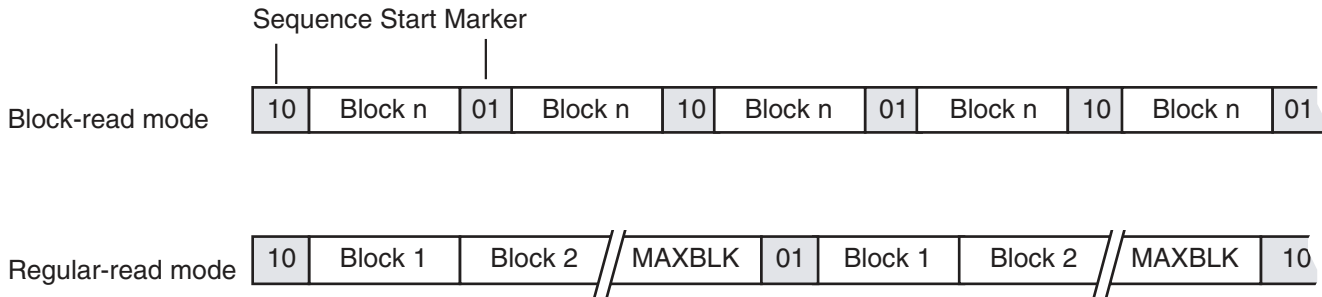 Sequence Start Marker
Block-read mode 10 Block n 01 Block n 10 Block n 01 Block n 10 Block n 01
Regular-read mode 10 Block 1 Block 2 MAXBLK 01 Block 1 Block 2 MAXBLK 10